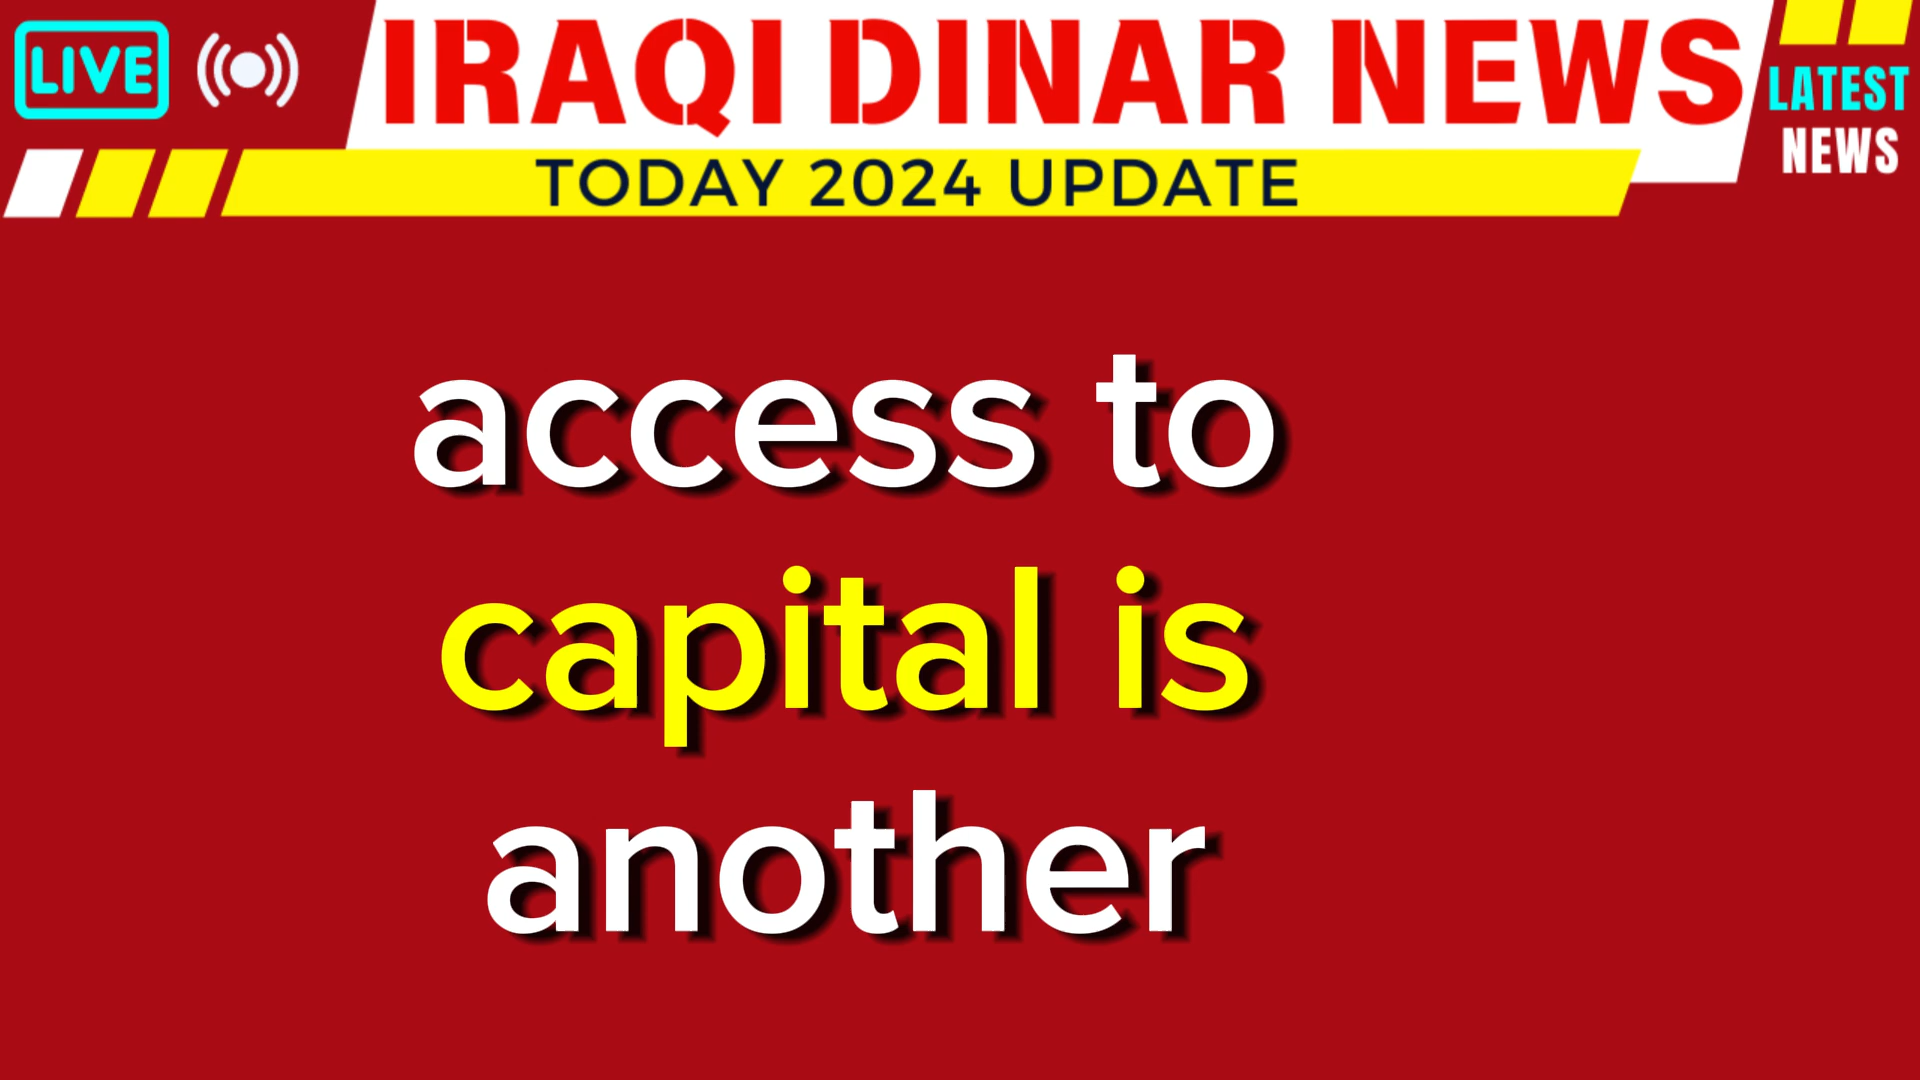 LIVE
IRAQI DINAR NEWS
LATEST
NEWS
TODAY 2024 UPDATE
access to
capital is
another